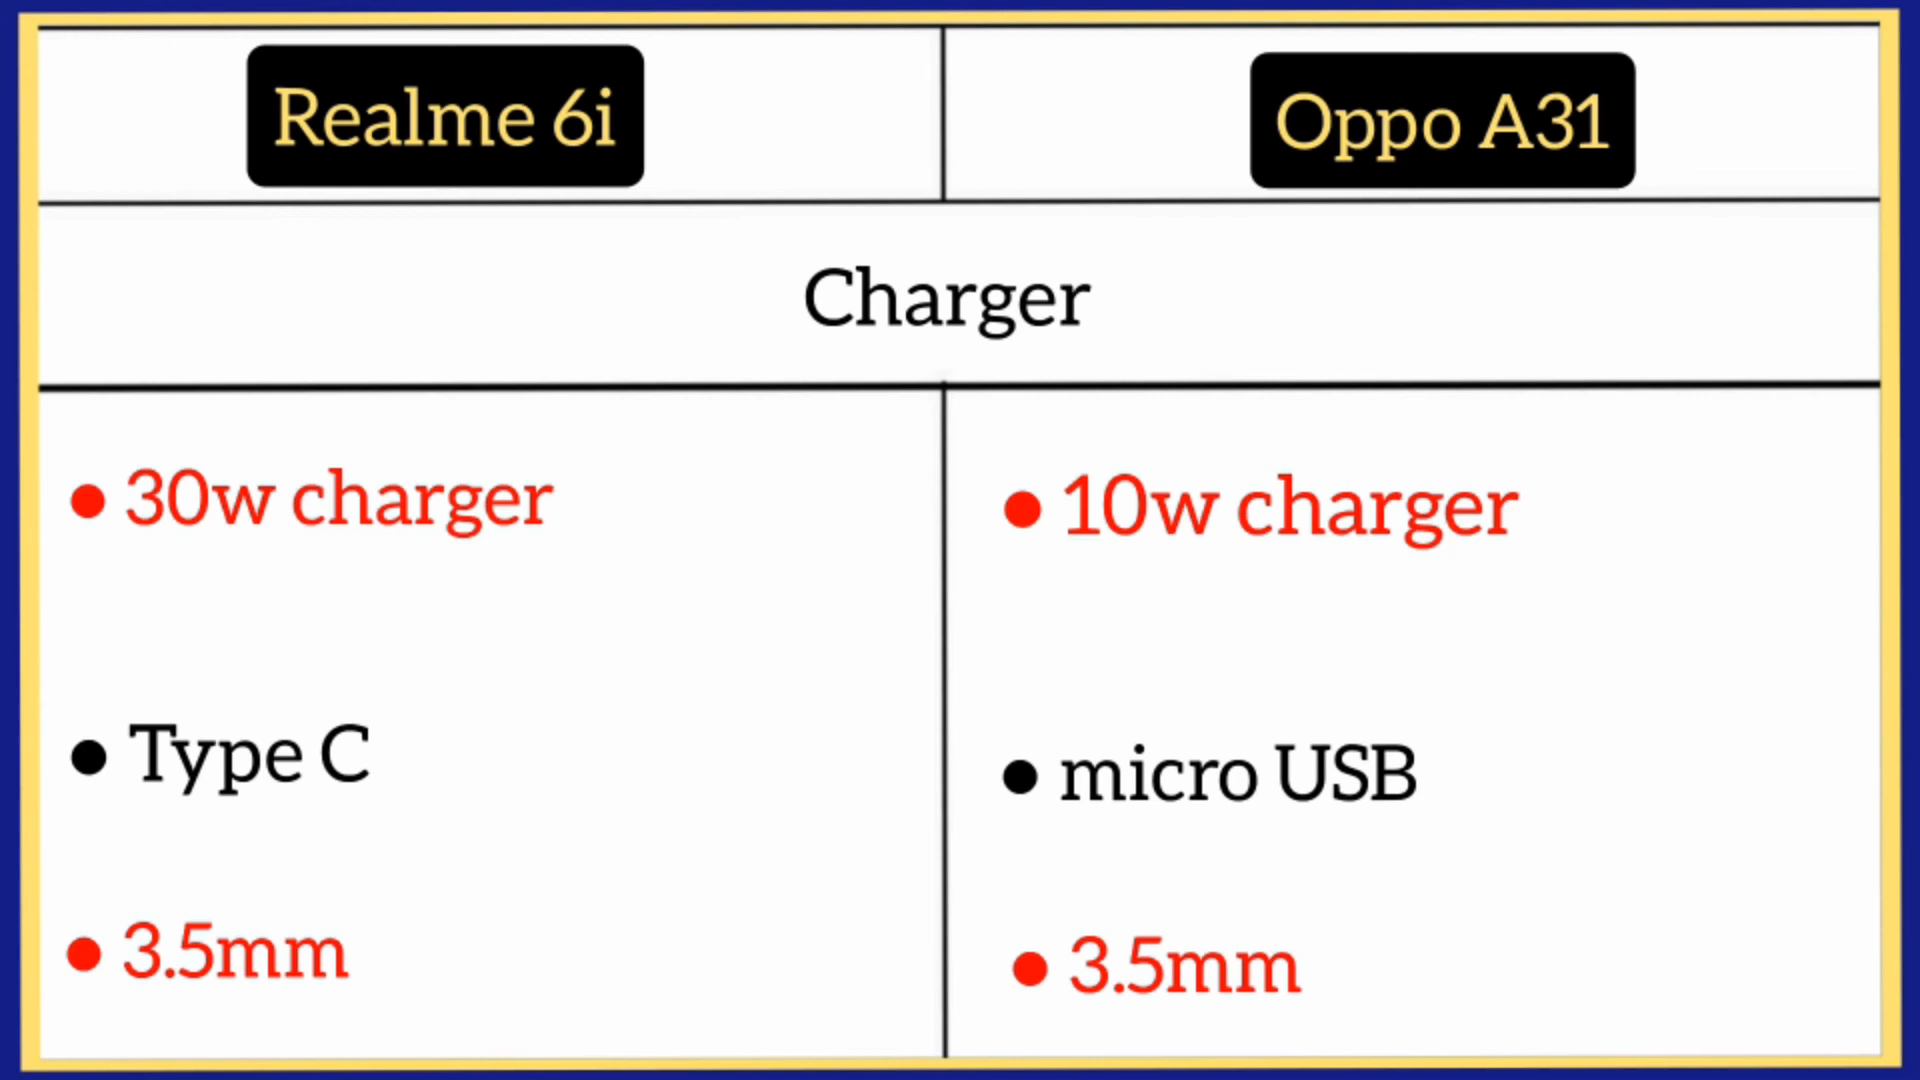 Realme 6i
Oppo A31
Charger
30w charger
10w charger
Type C
micro USB
3.5mm
3.5mm